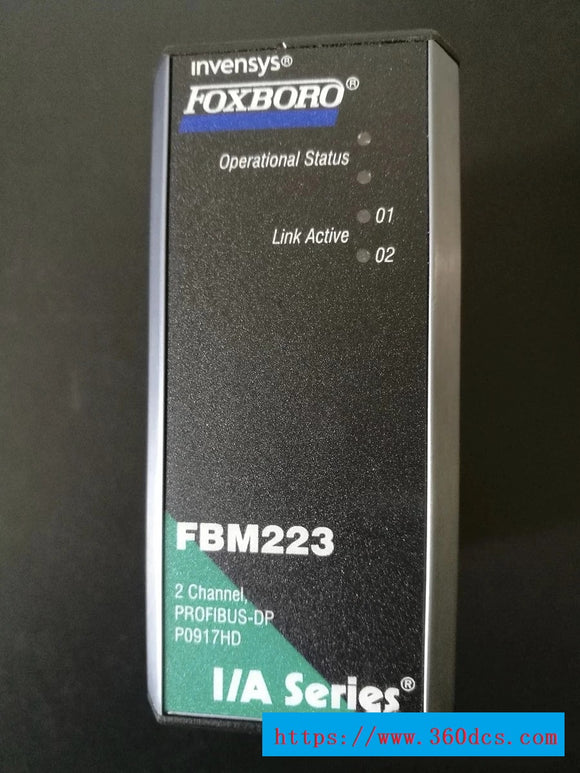 invensys®
FOXBORO®
Operational Status
01
Link Active
02
FBM223
2 Channel,
PROFIBUS-DP
P0917HD
I/A Series®
https://www.360dcs.com